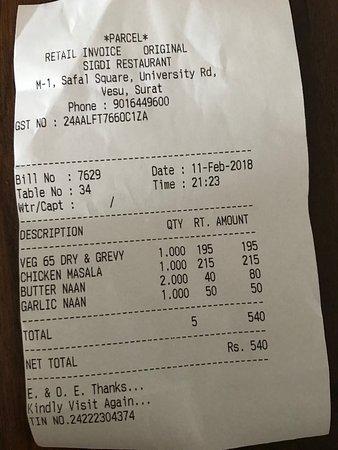 *PARCEL*
RETAIL INVOICE ORIGINAL
SIGDI RESTAURANT
M-1, Safal Square, University Rd,
Vesu, Surat
Phone : 9016449600
GST NO : 24AALFT7660C1ZA
Bill No : 7629 Date : 11-Feb-2018
Table No : 34 Time : 21:23
Wtr/Capt : /
DESCRIPTION QTY RT. AMOUNT
VEG 65 DRY & GREVY 1.000 195 195
CHICKEN MASALA 1.000 215 215
BUTTER NAAN 2.000 40 80
GARLIC NAAN 1.000 50 50
TOTAL 5 540
NET TOTAL Rs. 540
E. & O. E. Thanks...
Kindly Visit Again...
TIN NO.24222304374